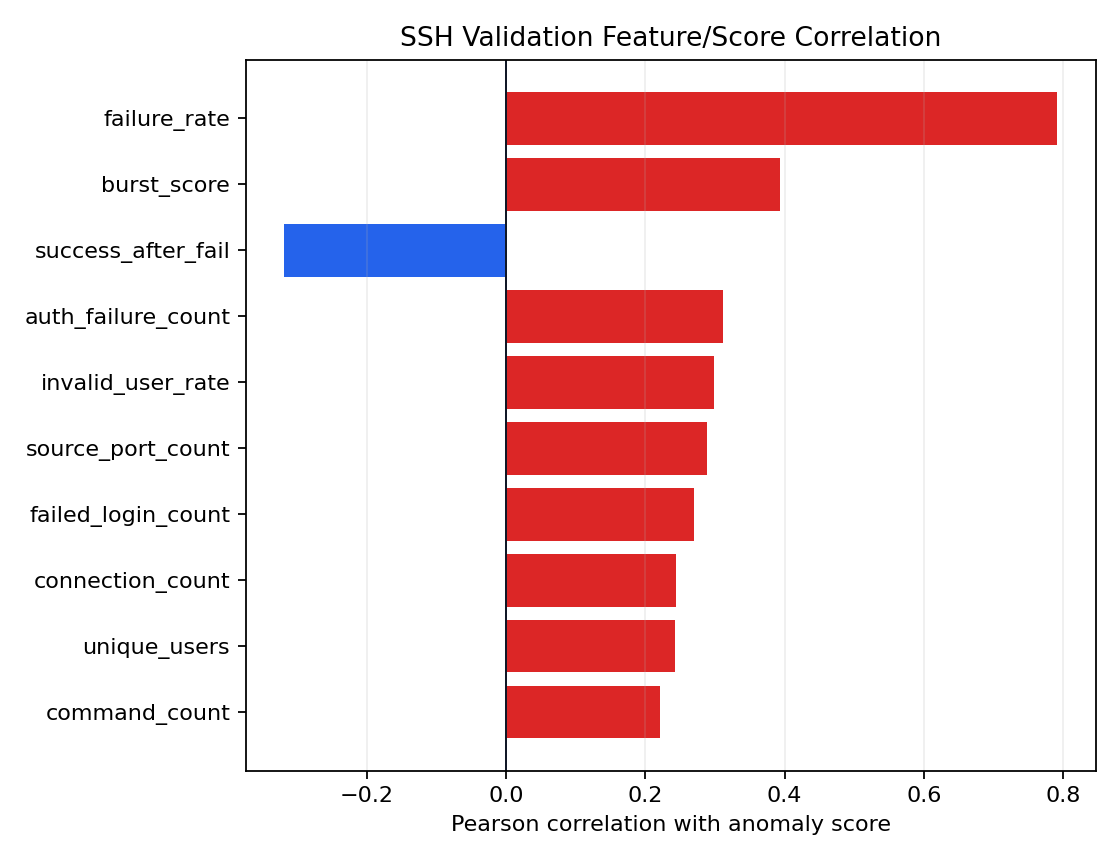 SSH Validation Feature/Score Correlation
failure_rate
burst_score
success_after_fail
auth_failure_count
invalid_user_rate
source_port_count
failed_login_count
connection_count
unique_users
command_count
−0.2 0.0 0.2 0.4 0.6 0.8
Pearson correlation with anomaly score